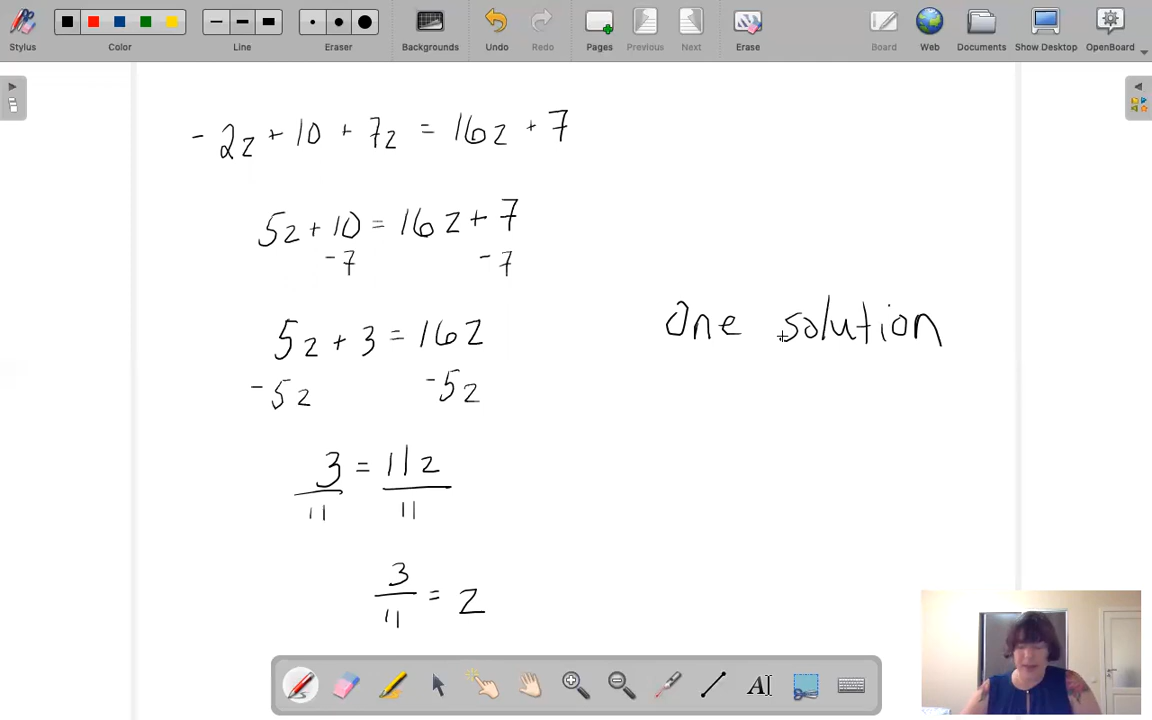 Stylus Color Line Eraser Backgrounds Undo Redo Pages Previous Next Erase Board Web Documents Show Desktop OpenBoard
-2z + 10 + 7z = 16z + 7
5z + 10 = 16z + 7
-7 -7
5z + 3 = 16z
-5z -5z
One solution
3 = 11z
11 11
3
11 = z
A